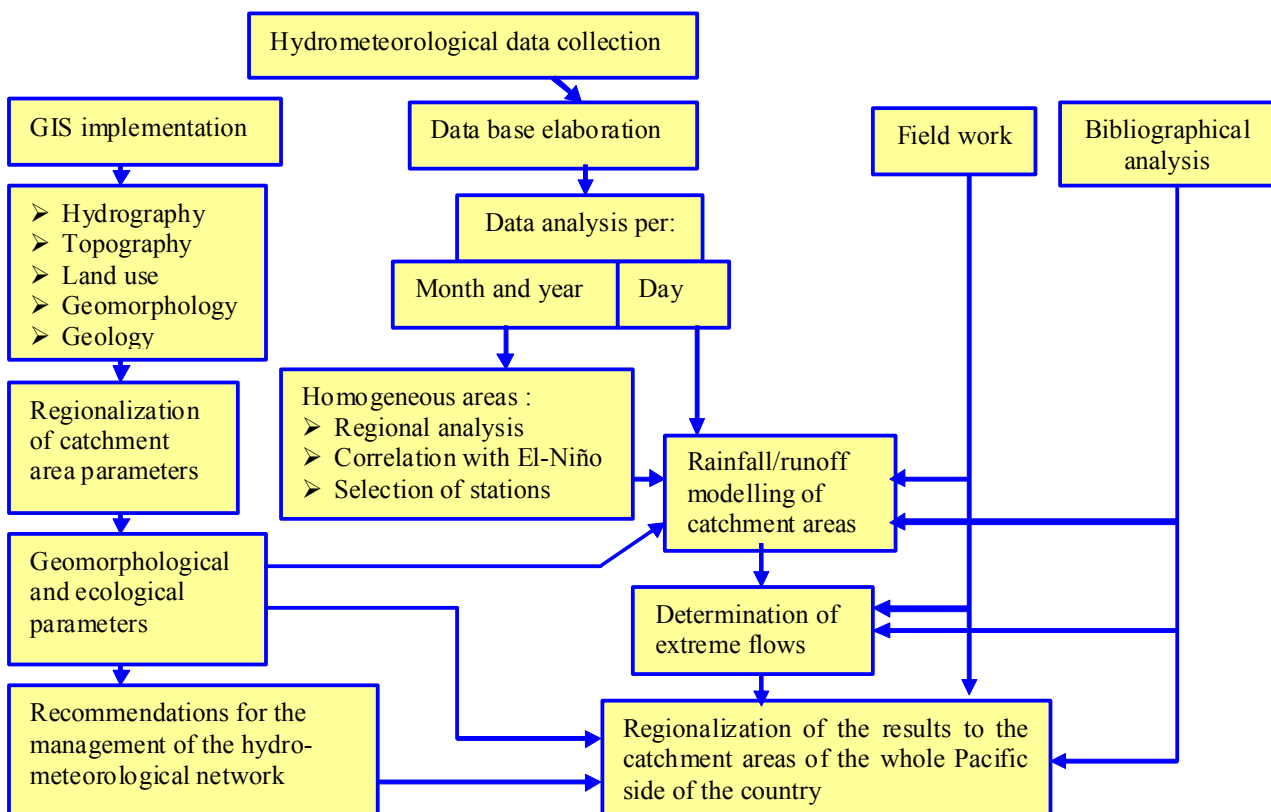 Hydrometeorological data collection
GIS implementation
Data base elaboration
Field work
Bibliographical
analysis
➢ Hydrography
➢ Topography
➢ Land use
➢ Geomorphology
➢ Geology
Data analysis per:
Month and year
Day
Regionalization
of catchment
area parameters
Homogeneous areas :
➢ Regional analysis
➢ Correlation with El-Niño
➢ Selection of stations
Rainfall/runoff
modelling of
catchment areas
Geomorphological
and ecological
parameters
Determination of
extreme flows
Recommendations for the
management of the hydro-
meteorological network
Regionalization of the results to the
catchment areas of the whole Pacific
side of the country